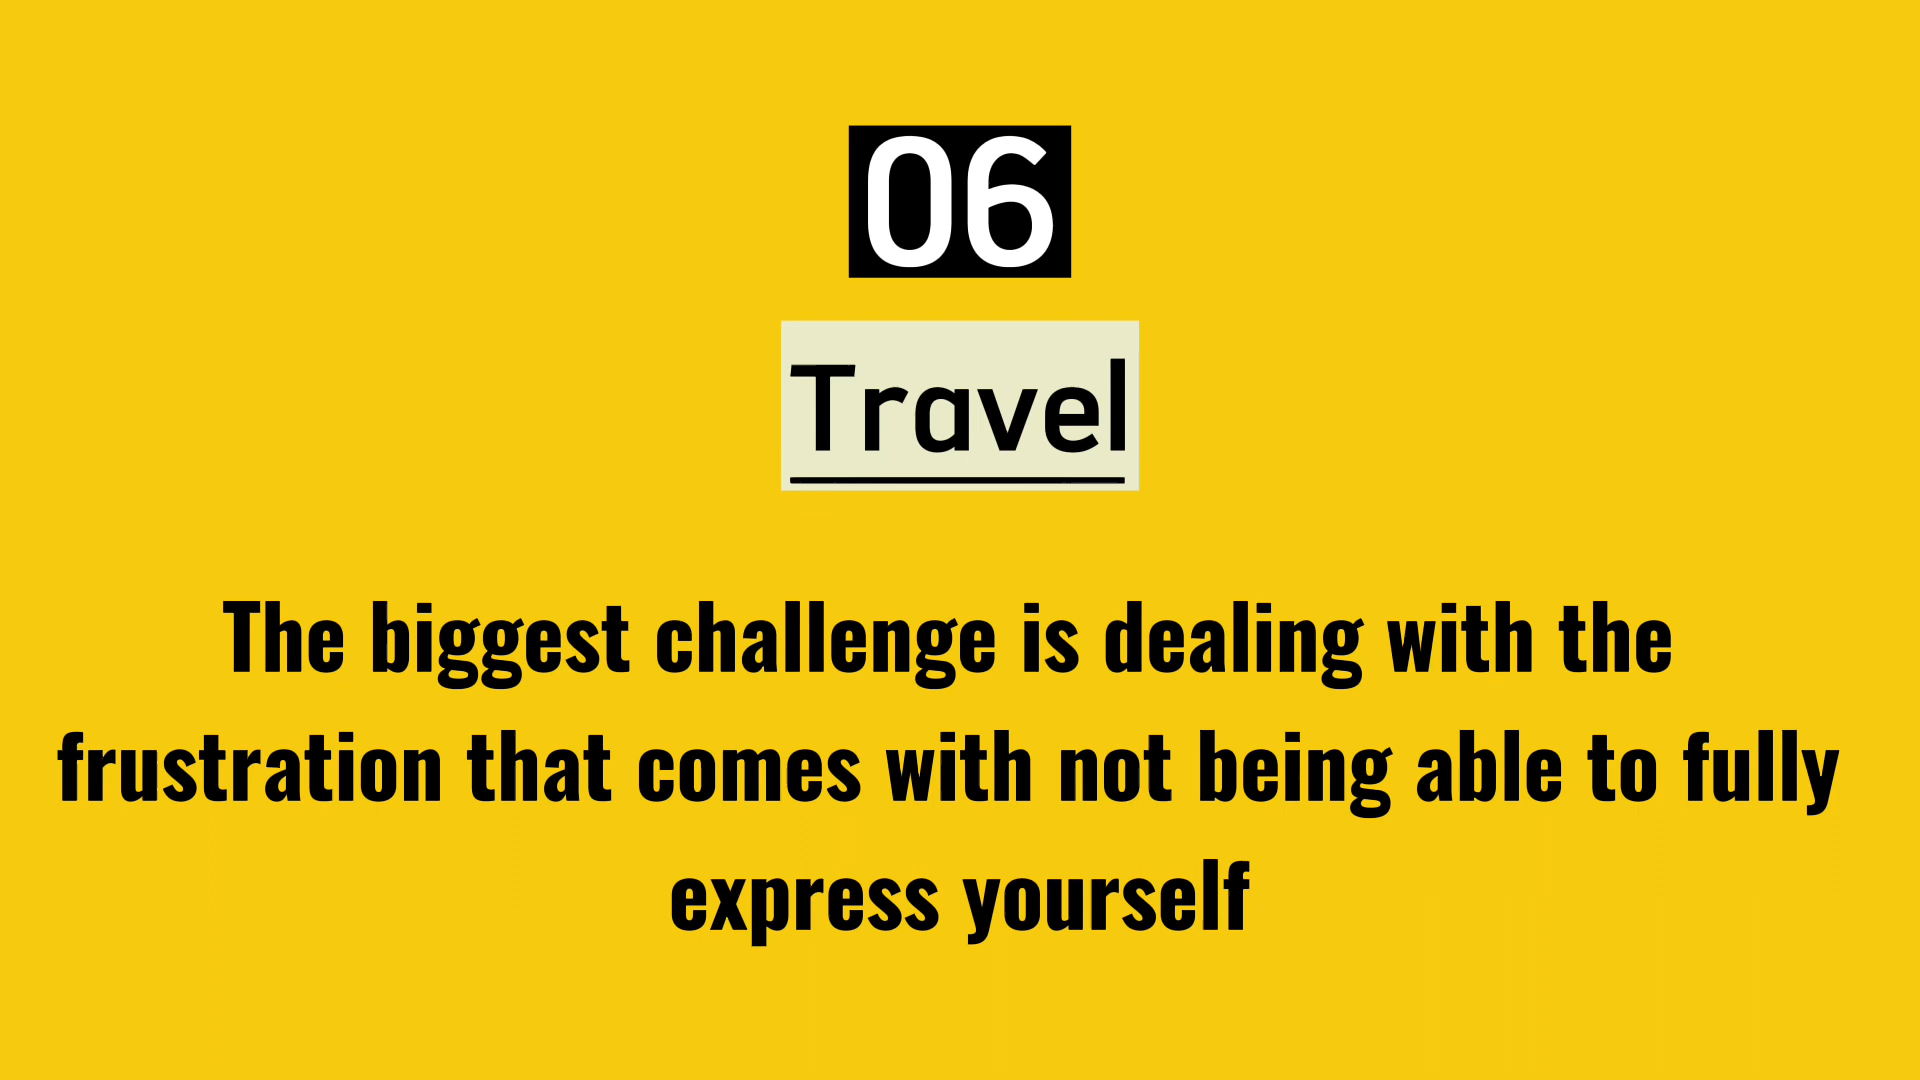 06
Travel
The biggest challenge is dealing with the
frustration that comes with not being able to fully
express yourself